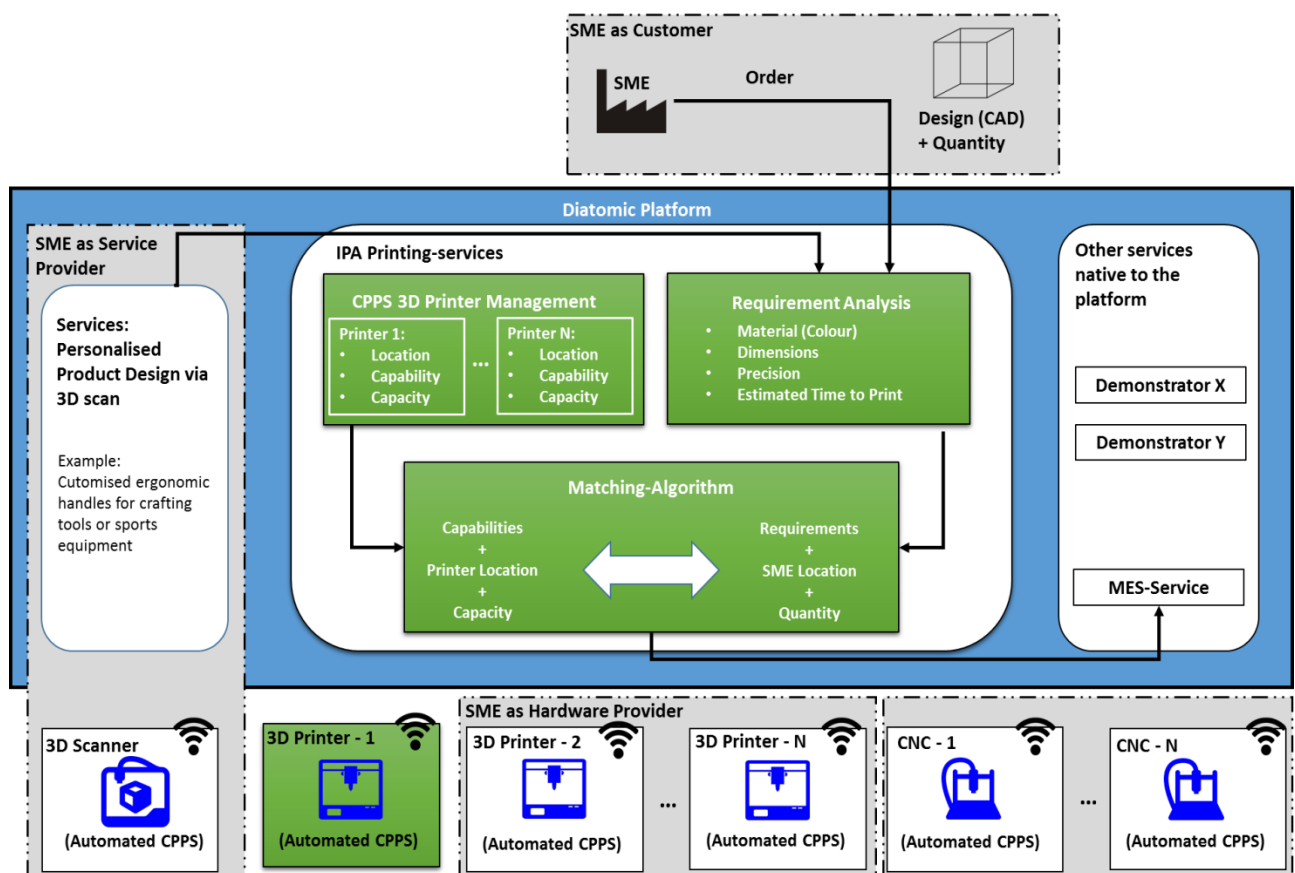 SME as Customer
SME
Order
Design (CAD)
+ Quantity
Diatomic Platform
SME as Service
Provider
Services:
Personalised
Product Design via
3D scan
Example:
Cutomised ergonomic
handles for crafting
tools or sports
equipment
IPA Printing-services
CPPS 3D Printer Management
Printer 1:
• Location
• Capability
• Capacity
...
Printer N:
• Location
• Capability
• Capacity
Requirement Analysis
• Material (Colour)
• Dimensions
• Precision
• Estimated Time to Print
Matching-Algorithm
Capabilities
+
Printer Location
+
Capacity
Requirements
+
SME Location
+
Quantity
Other services
native to the
platform
Demonstrator X
Demonstrator Y
MES-Service
3D Scanner
(Automated CPPS)
3D Printer - 1
(Automated CPPS)
SME as Hardware Provider
3D Printer - 2
(Automated CPPS)
...
3D Printer - N
(Automated CPPS)
CNC - 1
(Automated CPPS)
...
CNC - N
(Automated CPPS)